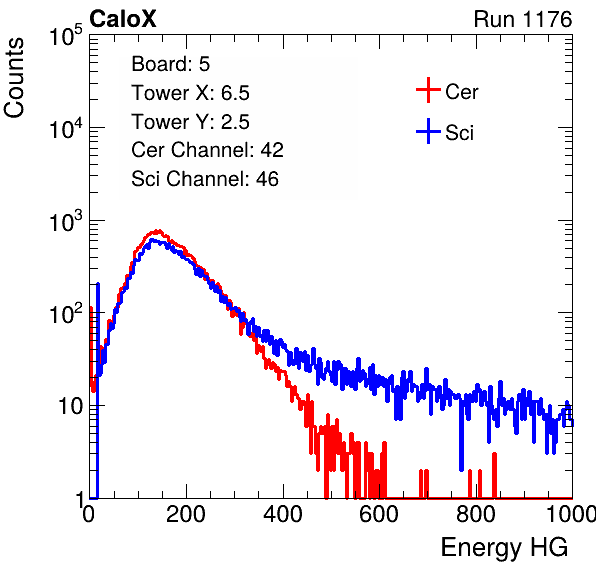 CaloX Run 1176
Counts
10^5
10^4
10^3
10^2
10
1
Board: 5
Tower X: 6.5
Tower Y: 2.5
Cer Channel: 42
Sci Channel: 46
Cer
Sci
0 200 400 600 800 1000
Energy HG